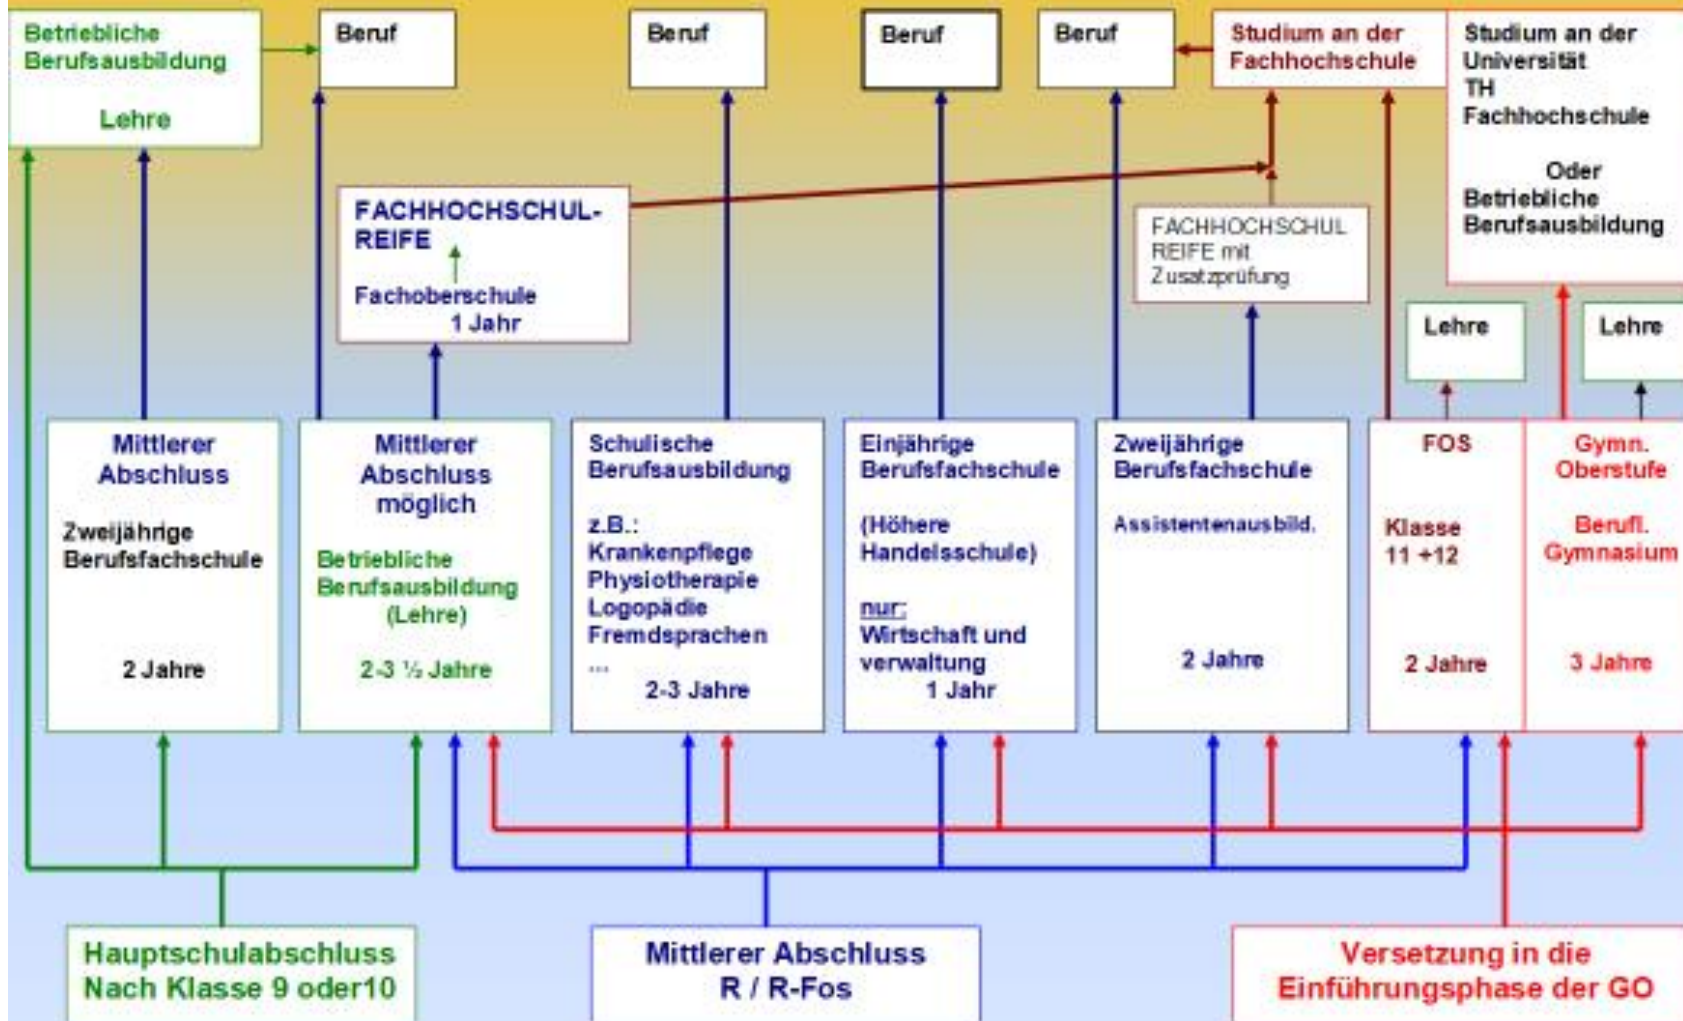 Betriebliche
Berufsausbildung
Lehre
Beruf
Beruf
Beruf
Beruf
Studium an der
Fachhochschule
Studium an der
Universität
TH
Fachhochschule
Oder
Betriebliche
Berufsausbildung
FACHHOCHSCHUL-
REIFE
Fachoberschule
1 Jahr
FACHHOCHSCHUL
REIFE mit
Zusatzprüfung
Lehre
Lehre
Mittlerer
Abschluss
Zweijährige
Berufsfachschule
2 Jahre
Mittlerer
Abschluss
möglich
Betriebliche
Berufsausbildung
(Lehre)
2-3 ½ Jahre
Schulische
Berufsausbildung
z.B.:
Krankenpflege
Physiotherapie
Logopädie
Fremdsprachen
...
2-3 Jahre
Einjährige
Berufsfachschule
(Höhere
Handelsschule)
nur:
Wirtschaft und
verwaltung
1 Jahr
Zweijährige
Berufsfachschule
Assistentenausbild.
2 Jahre
FOS
Klasse
11 +12
2 Jahre
Gymn.
Oberstufe
Berufl.
Gymnasium
3 Jahre
Hauptschulabschluss
Nach Klasse 9 oder10
Mittlerer Abschluss
R / R-Fos
Versetzung in die
Einführungsphase der GO